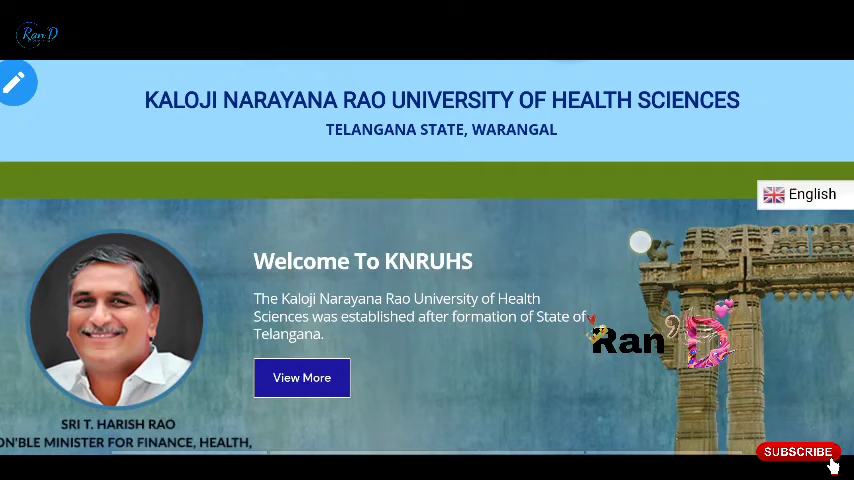 Ran D
KALOJI NARAYANA RAO UNIVERSITY OF HEALTH SCIENCES
TELANGANA STATE, WARANGAL
English
Welcome To KNRUHS
The Kaloji Narayana Rao University of Health
Sciences was established after formation of State of
Telangana.
Ran'D
View More
SRI T. HARISH RAO
ON'BLE MINISTER FOR FINANCE, HEALTH,
SUBSCRIBE